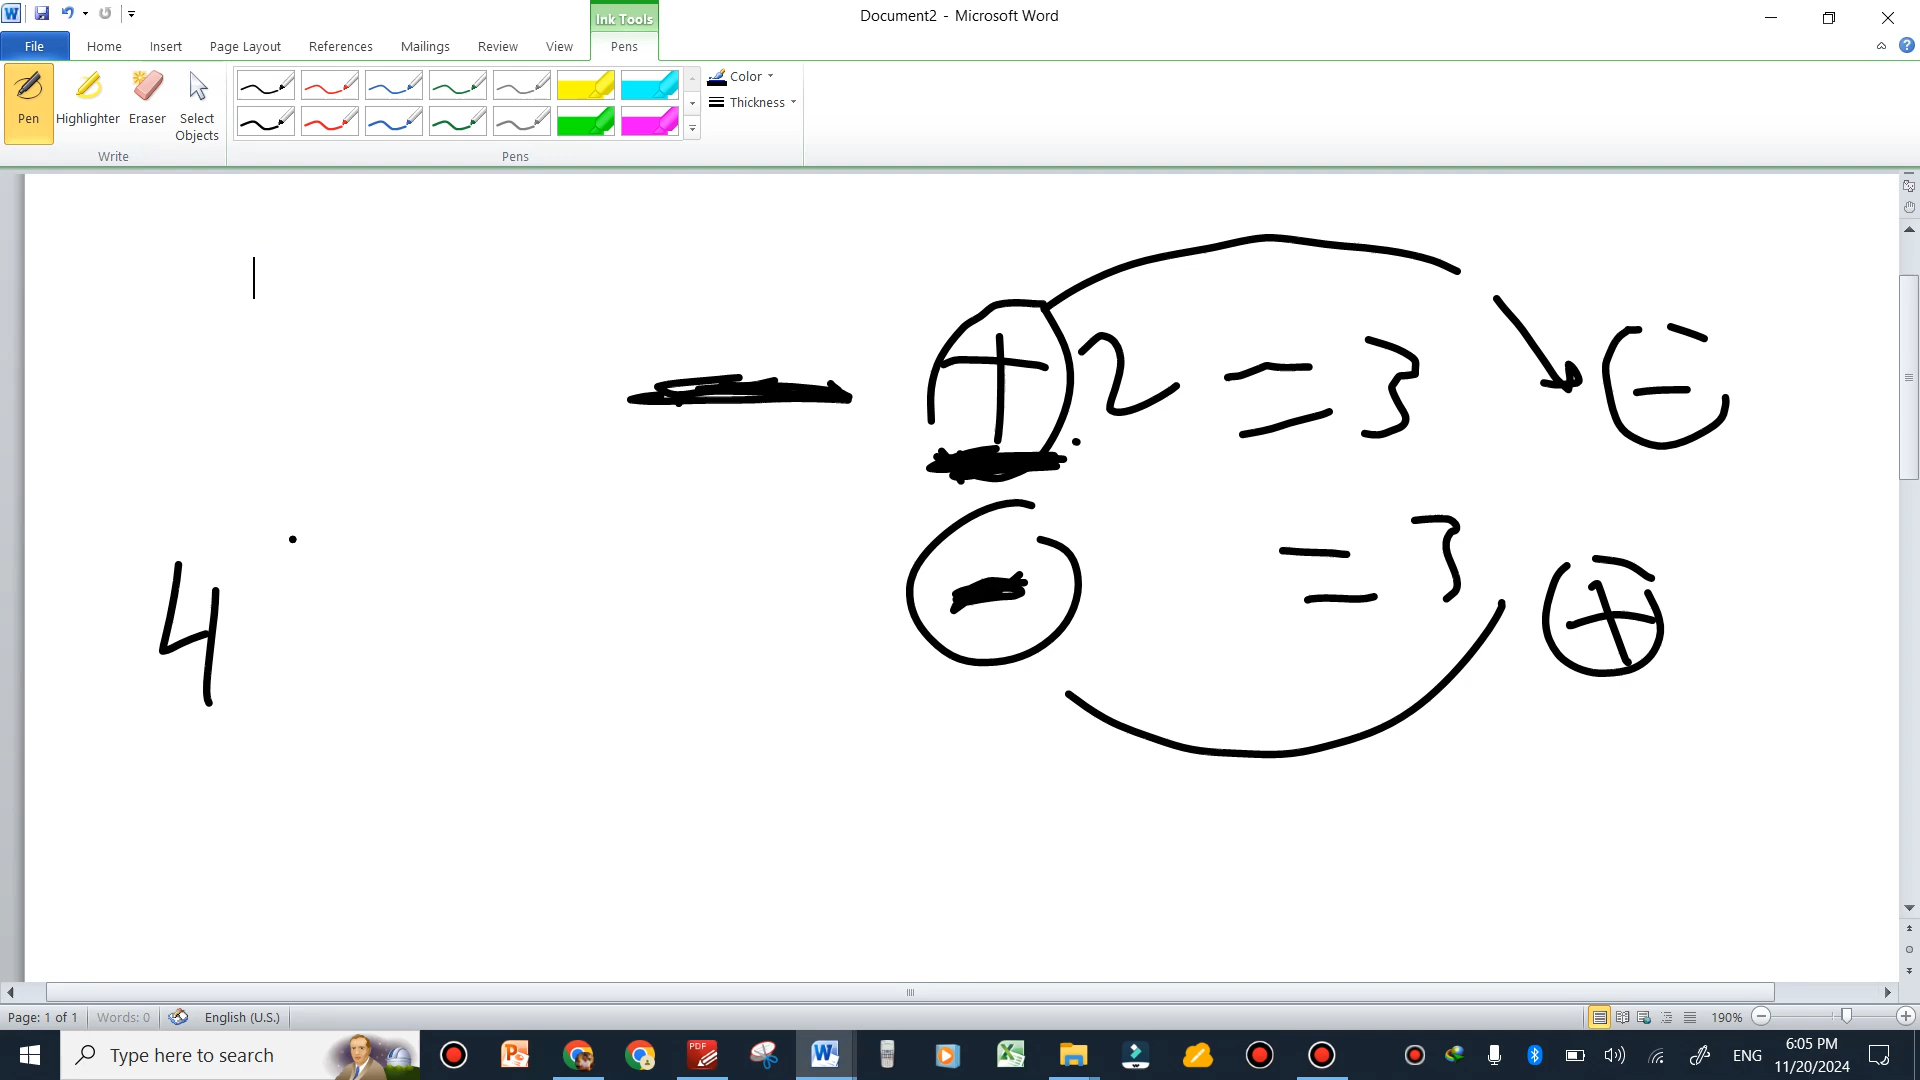 Document2 - Microsoft Word
Ink Tools
File Home Insert Page Layout References Mailings Review View Pens
Pen Highlighter Eraser Select Objects Color
Thickness
Write Pens
+ 2 = 3 -
- = 3 +
4
Page: 1 of 1 Words: 0 English (U.S.) 190%
Type here to search PDF ENG 6:05 PM
11/20/2024